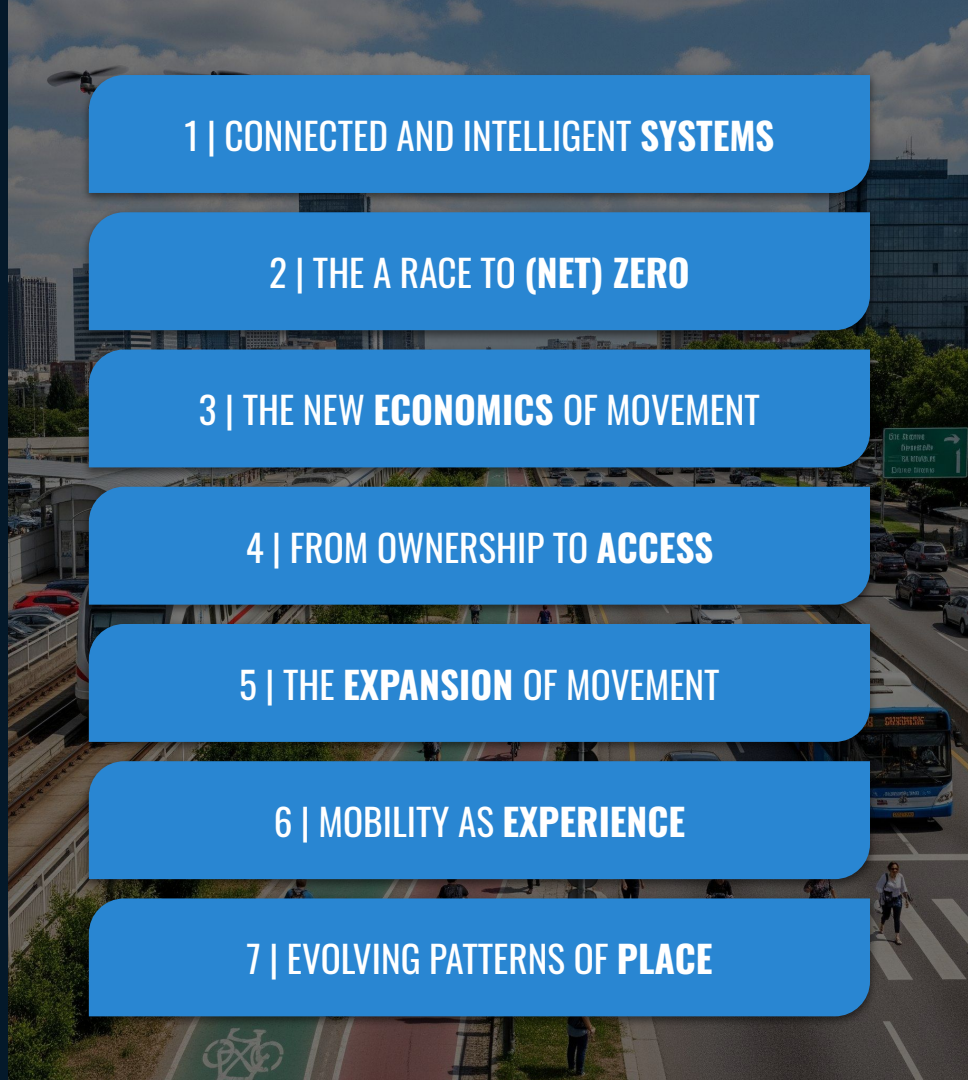 1 | CONNECTED AND INTELLIGENT SYSTEMS
2 | THE A RACE TO (NET) ZERO
3 | THE NEW ECONOMICS OF MOVEMENT
4 | FROM OWNERSHIP TO ACCESS
5 | THE EXPANSION OF MOVEMENT
6 | MOBILITY AS EXPERIENCE
7 | EVOLVING PATTERNS OF PLACE